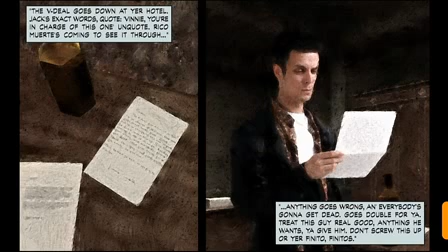 "THE V-DEAL GOES DOWN AT YER HOTEL.
JACK'S EXACT WORDS, QUOTE: 'VINNIE, YOU'RE
IN CHARGE OF THIS ONE' UNQUOTE. RICO
MUERTE'S COMING TO SEE IT THROUGH..."
"...ANYTHING GOES WRONG, AN' EVERYBODY'S
GONNA GET DEAD. GOES DOUBLE FOR YA.
TREAT THIS GUY REAL GOOD, ANYTHING HE
WANTS, YA GIVE HIM. DON'T SCREW THIS UP
OR YER FINITO, FINITOS."